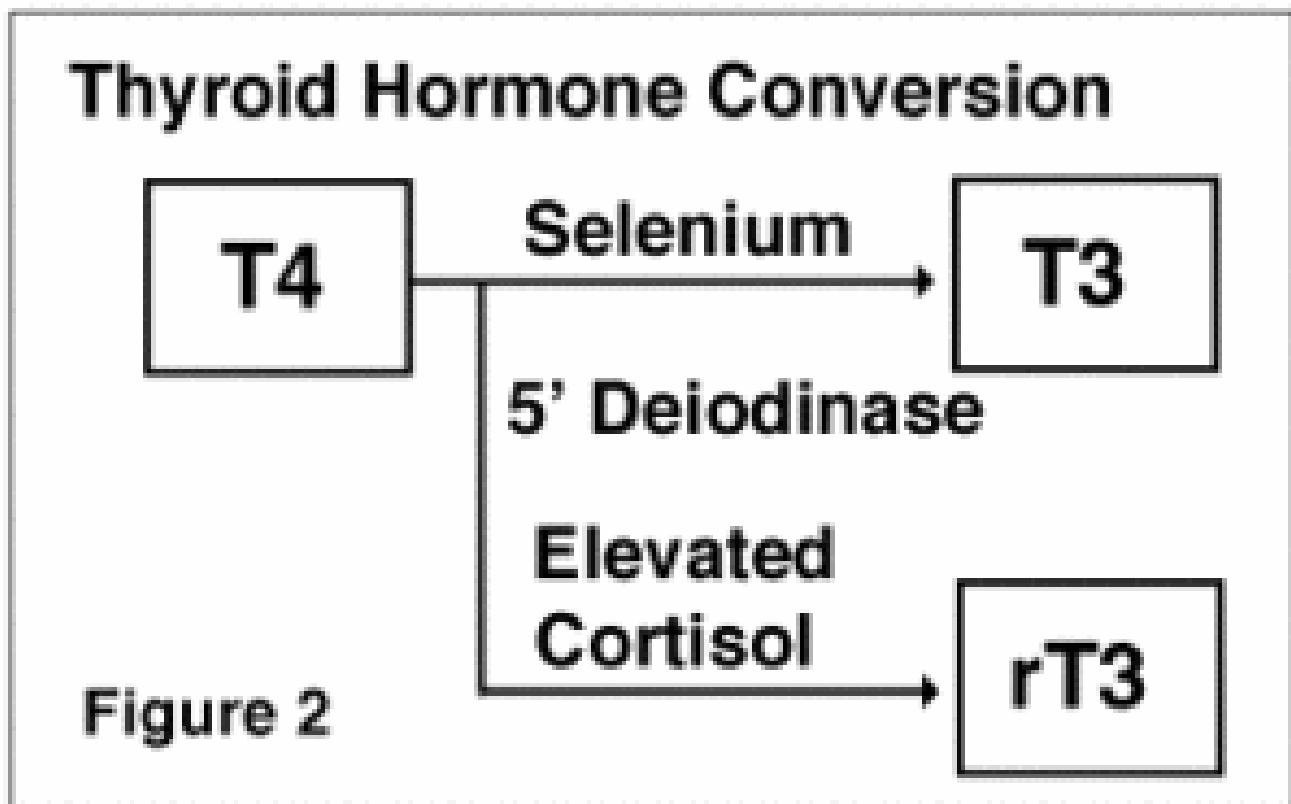 Thyroid Hormone Conversion
T4
Selenium
T3
5’ Deiodinase
Elevated
Cortisol
rT3
Figure 2